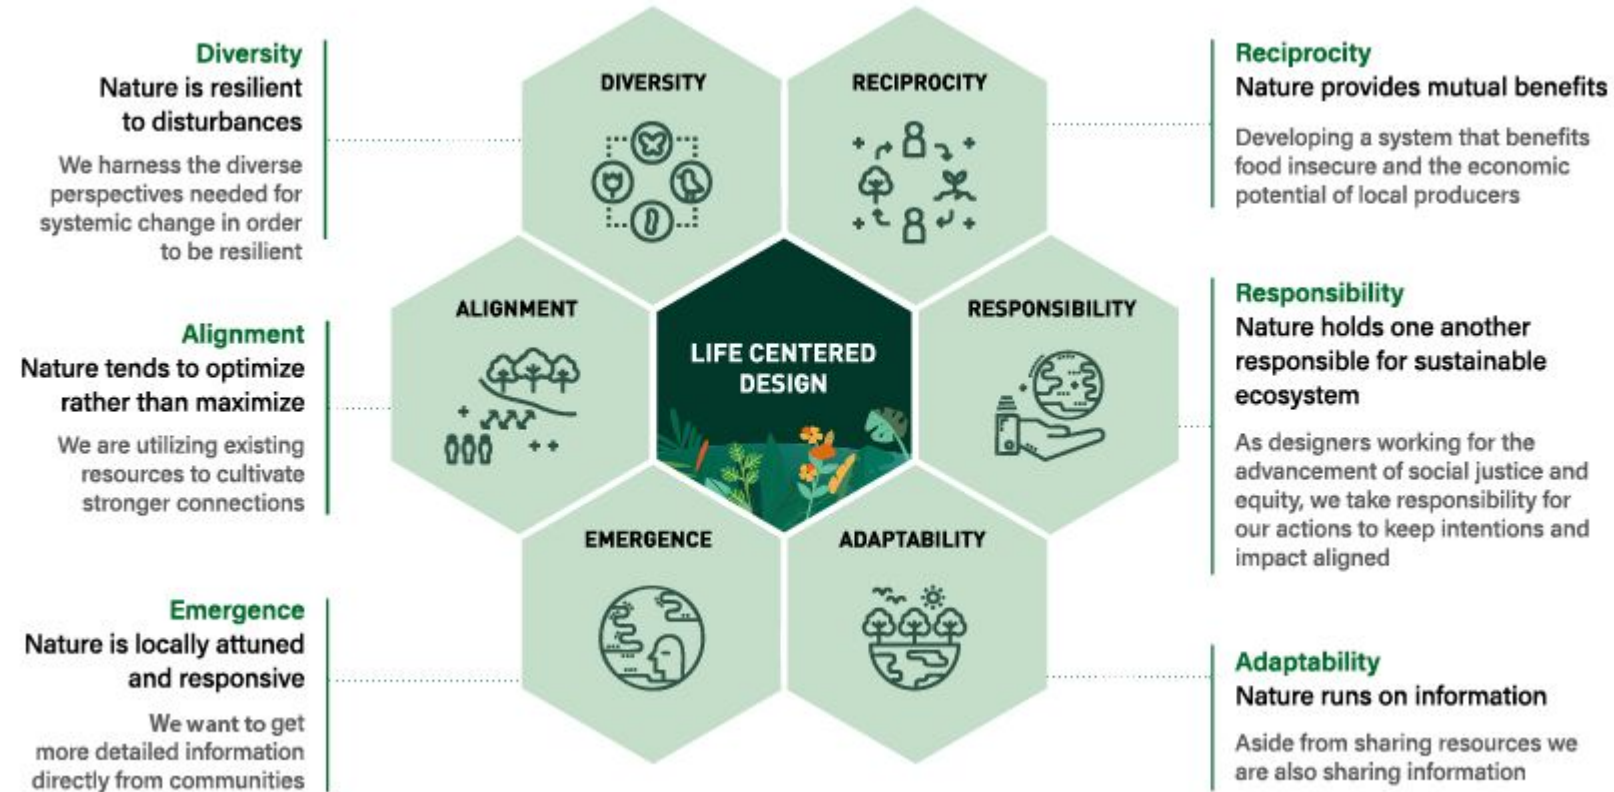 Diversity
Nature is resilient
to disturbances
We harness the diverse
perspectives needed for
systemic change in order
to be resilient
Alignment
Nature tends to optimize
rather than maximize
We are utilizing existing
resources to cultivate
stronger connections
Emergence
Nature is locally attuned
and responsive
We want to get
more detailed information
directly from communities
DIVERSITY
RECIPROCITY
ALIGNMENT
RESPONSIBILITY
LIFE CENTERED
DESIGN
EMERGENCE
ADAPTABILITY
Reciprocity
Nature provides mutual benefits
Developing a system that benefits
food insecure and the economic
potential of local producers
Responsibility
Nature holds one another
responsible for sustainable
ecosystem
As designers working for the
advancement of social justice and
equity, we take responsibility for
our actions to keep intentions and
impact aligned
Adaptability
Nature runs on information
Aside from sharing resources we
are also sharing information